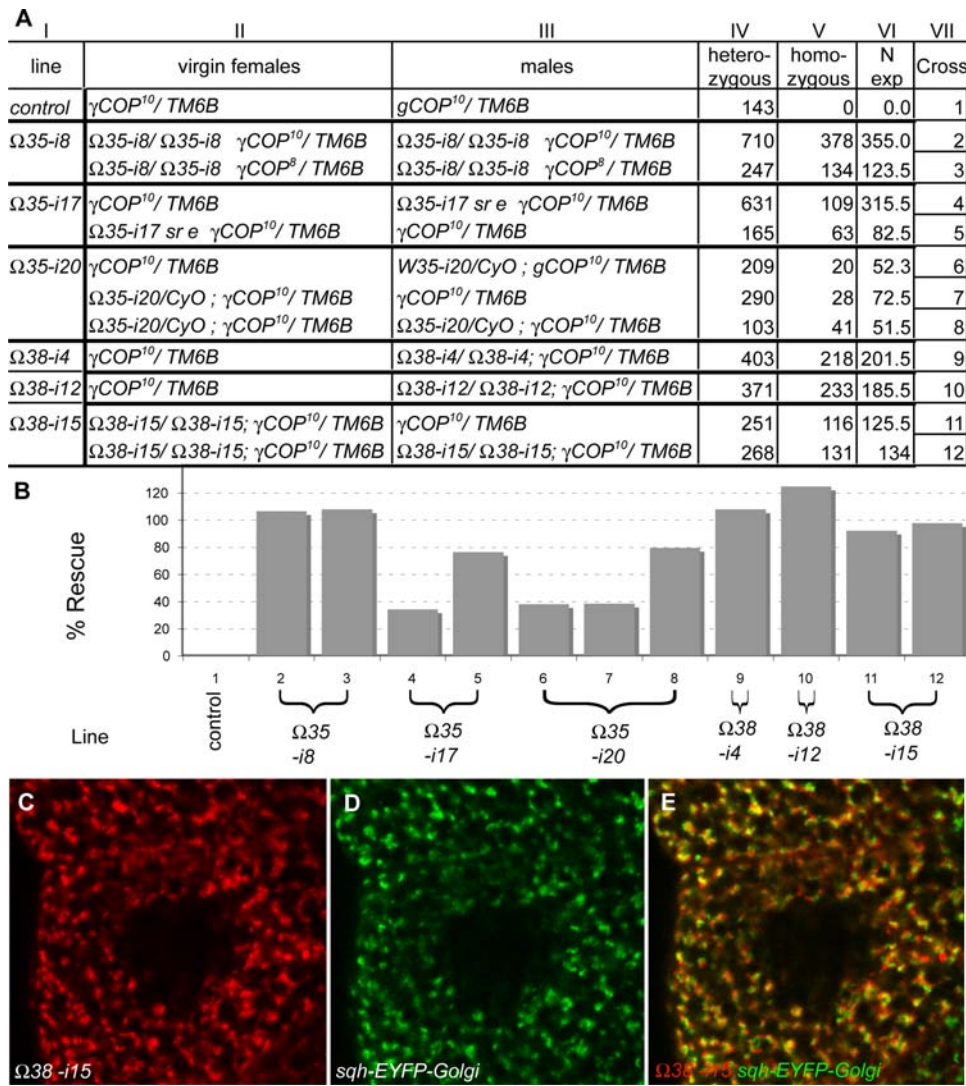 A
I II III IV V VI VII
line virgin females males hetero-zygous homo-zygous N exp Cross
control γCOP¹⁰/ TM6B gCOP¹⁰/ TM6B 143 0 0.0 1
Ω35-i8 Ω35-i8/ Ω35-i8 γCOP¹⁰/ TM6B Ω35-i8/ Ω35-i8 γCOP¹⁰/ TM6B 710 378 355.0 2
Ω35-i8/ Ω35-i8 γCOP⁸/ TM6B Ω35-i8/ Ω35-i8 γCOP⁸/ TM6B 247 134 123.5 3
Ω35-i17 γCOP¹⁰/ TM6B Ω35-i17 sr e γCOP¹⁰/ TM6B 631 109 315.5 4
Ω35-i17 sr e γCOP¹⁰/ TM6B γCOP¹⁰/ TM6B 165 63 82.5 5
Ω35-i20 γCOP¹⁰/ TM6B W35-i20/CyO ; gCOP¹⁰/ TM6B 209 20 52.3 6
Ω35-i20/CyO ; γCOP¹⁰/ TM6B γCOP¹⁰/ TM6B 290 28 72.5 7
Ω35-i20/CyO ; γCOP¹⁰/ TM6B Ω35-i20/CyO ; γCOP¹⁰/ TM6B 103 41 51.5 8
Ω38-i4 γCOP¹⁰/ TM6B Ω38-i4/ Ω38-i4; γCOP¹⁰/ TM6B 403 218 201.5 9
Ω38-i12 γCOP¹⁰/ TM6B Ω38-i12/ Ω38-i12; γCOP¹⁰/ TM6B 371 233 185.5 10
Ω38-i15 Ω38-i15/ Ω38-i15; γCOP¹⁰/ TM6B γCOP¹⁰/ TM6B 251 116 125.5 11
Ω38-i15/ Ω38-i15; γCOP¹⁰/ TM6B Ω38-i15/ Ω38-i15; γCOP¹⁰/ TM6B 268 131 134 12
B
% Rescue
120
100
80
60
40
20
0
1 2 3 4 5 6 7 8 9 10 11 12
Line
control
Ω35 -i8
Ω35 -i17
Ω35 -i20
Ω38 -i4
Ω38 -i12
Ω38 -i15
C
Ω38 -i15
D
sqh-EYFP-Golgi
E
Ω38 -i15 sqh-EYFP-Golgi